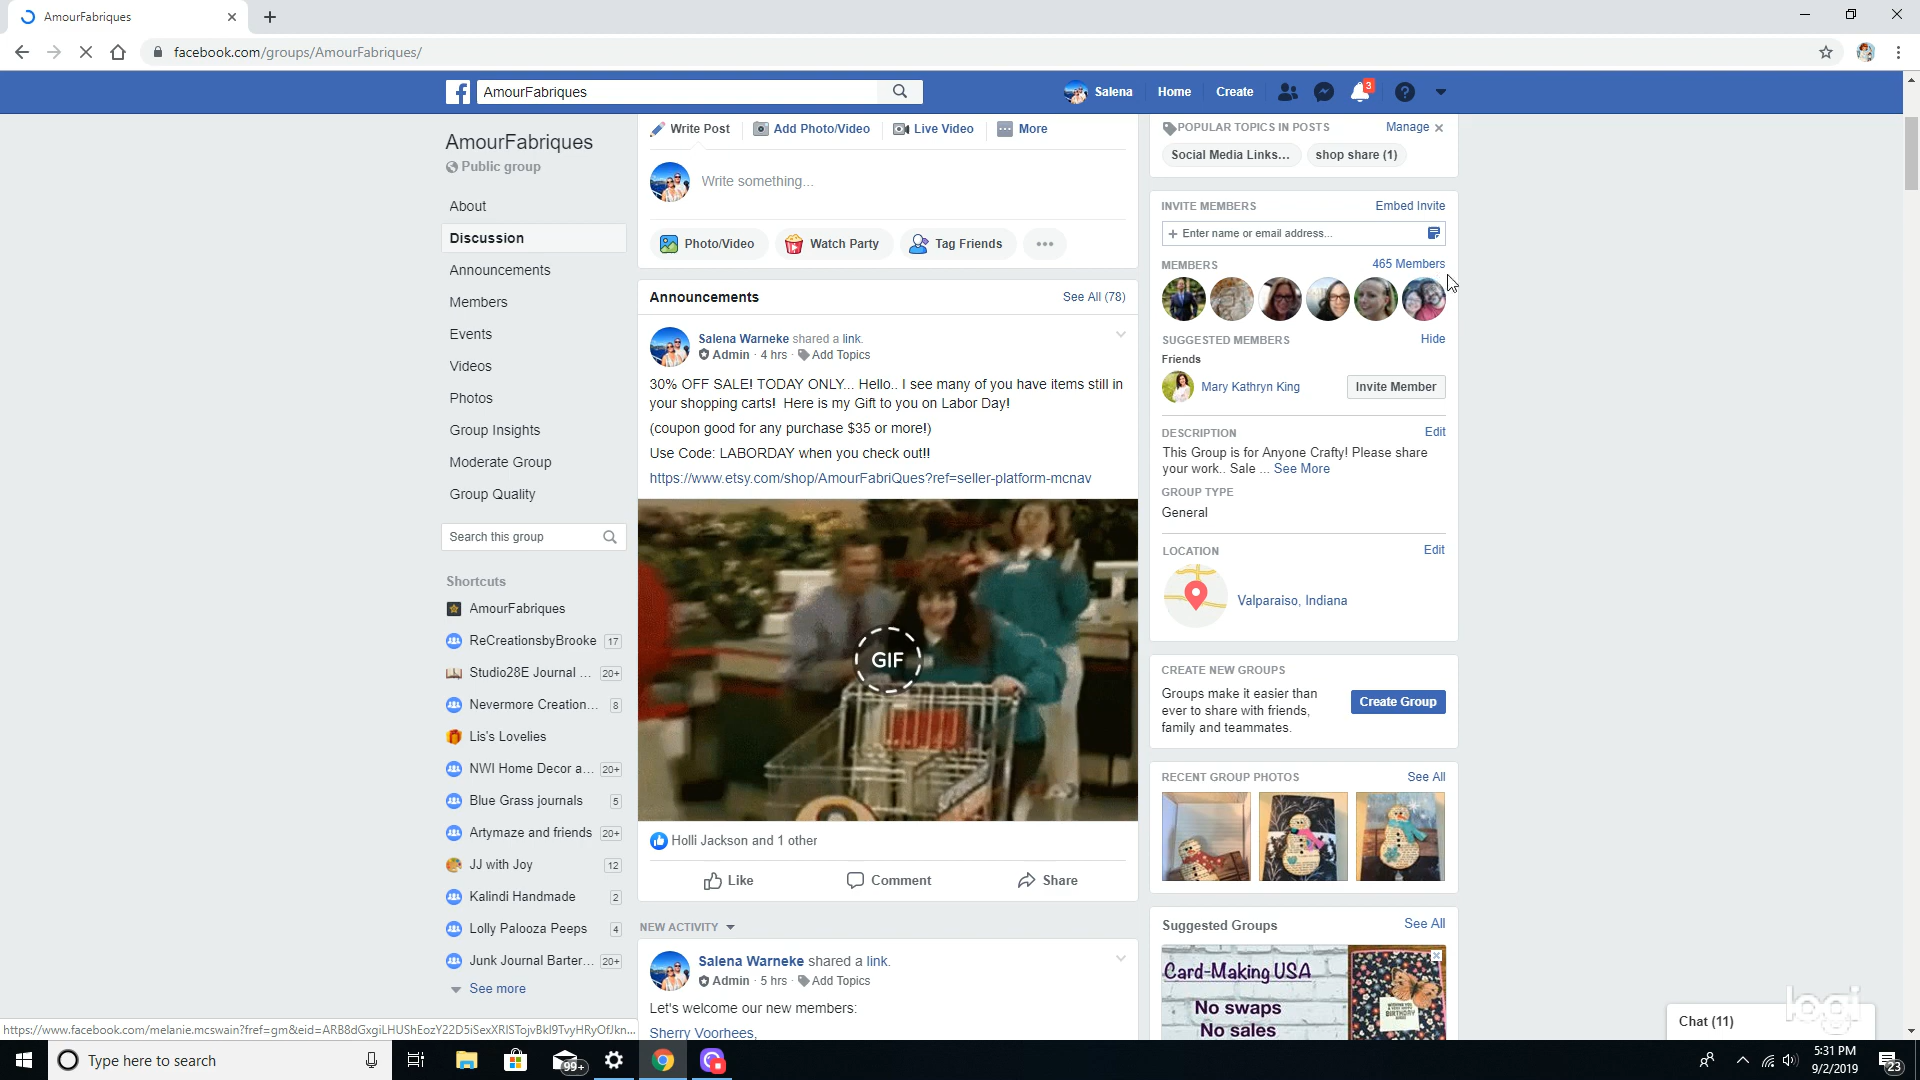 AmourFabriques
facebook.com/groups/AmourFabriques/
AmourFabriques
Salena
Home
Create
3
AmourFabriques
Public group
About
Discussion
Announcements
Members
Events
Videos
Photos
Group Insights
Moderate Group
Group Quality
Search this group
Shortcuts
AmourFabriques
ReCreationsbyBrooke 17
Studio28E Journal ... 20+
Nevermore Creation... 8
Lis's Lovelies
NWI Home Decor a... 20+
Blue Grass journals 5
Artymaze and friends 20+
JJ with Joy 12
Kalindi Handmade 2
Lolly Palooza Peeps 4
Junk Journal Barter... 20+
See more
Write Post
Add Photo/Video
Live Video
More
Write something...
Photo/Video
Watch Party
Tag Friends
Announcements
See All (78)
Salena Warneke shared a link.
Admin · 4 hrs · Add Topics
30% OFF SALE! TODAY ONLY... Hello.. I see many of you have items still in
your shopping carts! Here is my Gift to you on Labor Day!
(coupon good for any purchase $35 or more!)
Use Code: LABORDAY when you check out!!
https://www.etsy.com/shop/AmourFabriQues?ref=seller-platform-mcnav
GIF
Holli Jackson and 1 other
Like
Comment
Share
NEW ACTIVITY
Salena Warneke shared a link.
Admin · 5 hrs · Add Topics
Let's welcome our new members:
Sherry Voorhees,
POPULAR TOPICS IN POSTS
Manage
Social Media Links...
shop share (1)
INVITE MEMBERS
Embed Invite
+ Enter name or email address...
MEMBERS
465 Members
SUGGESTED MEMBERS
Hide
Friends
Mary Kathryn King
Invite Member
DESCRIPTION
Edit
This Group is for Anyone Crafty! Please share
your work.. Sale ... See More
GROUP TYPE
General
LOCATION
Edit
Valparaiso, Indiana
CREATE NEW GROUPS
Groups make it easier than
ever to share with friends,
family and teammates.
Create Group
RECENT GROUP PHOTOS
See All
Suggested Groups
See All
Card-Making USA
No swaps
No sales
BIRTHDAY
Chat (11)
logi
Type here to search
99+
5:31 PM
9/2/2019
23